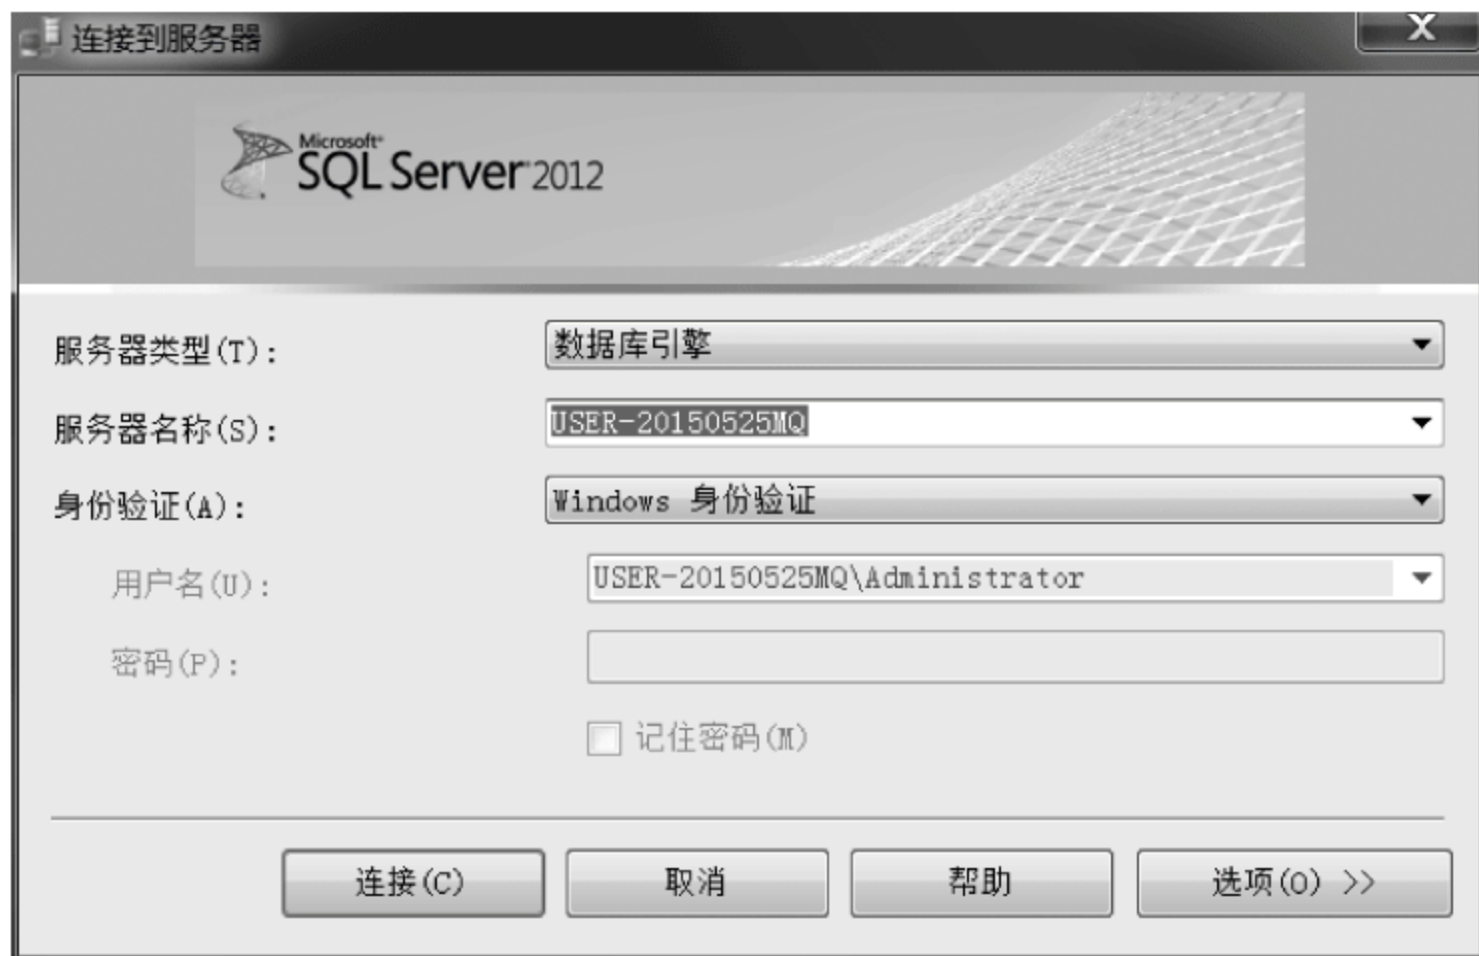 连接到服务器
X
Microsoft
SQL Server 2012
服务器类型(T): 数据库引擎
服务器名称(S): USER-20150525MQ
身份验证(A): Windows 身份验证
用户名(U): USER-20150525MQ\Administrator
密码(P):
记住密码(M)
连接(C) 取消 帮助 选项(O) >>